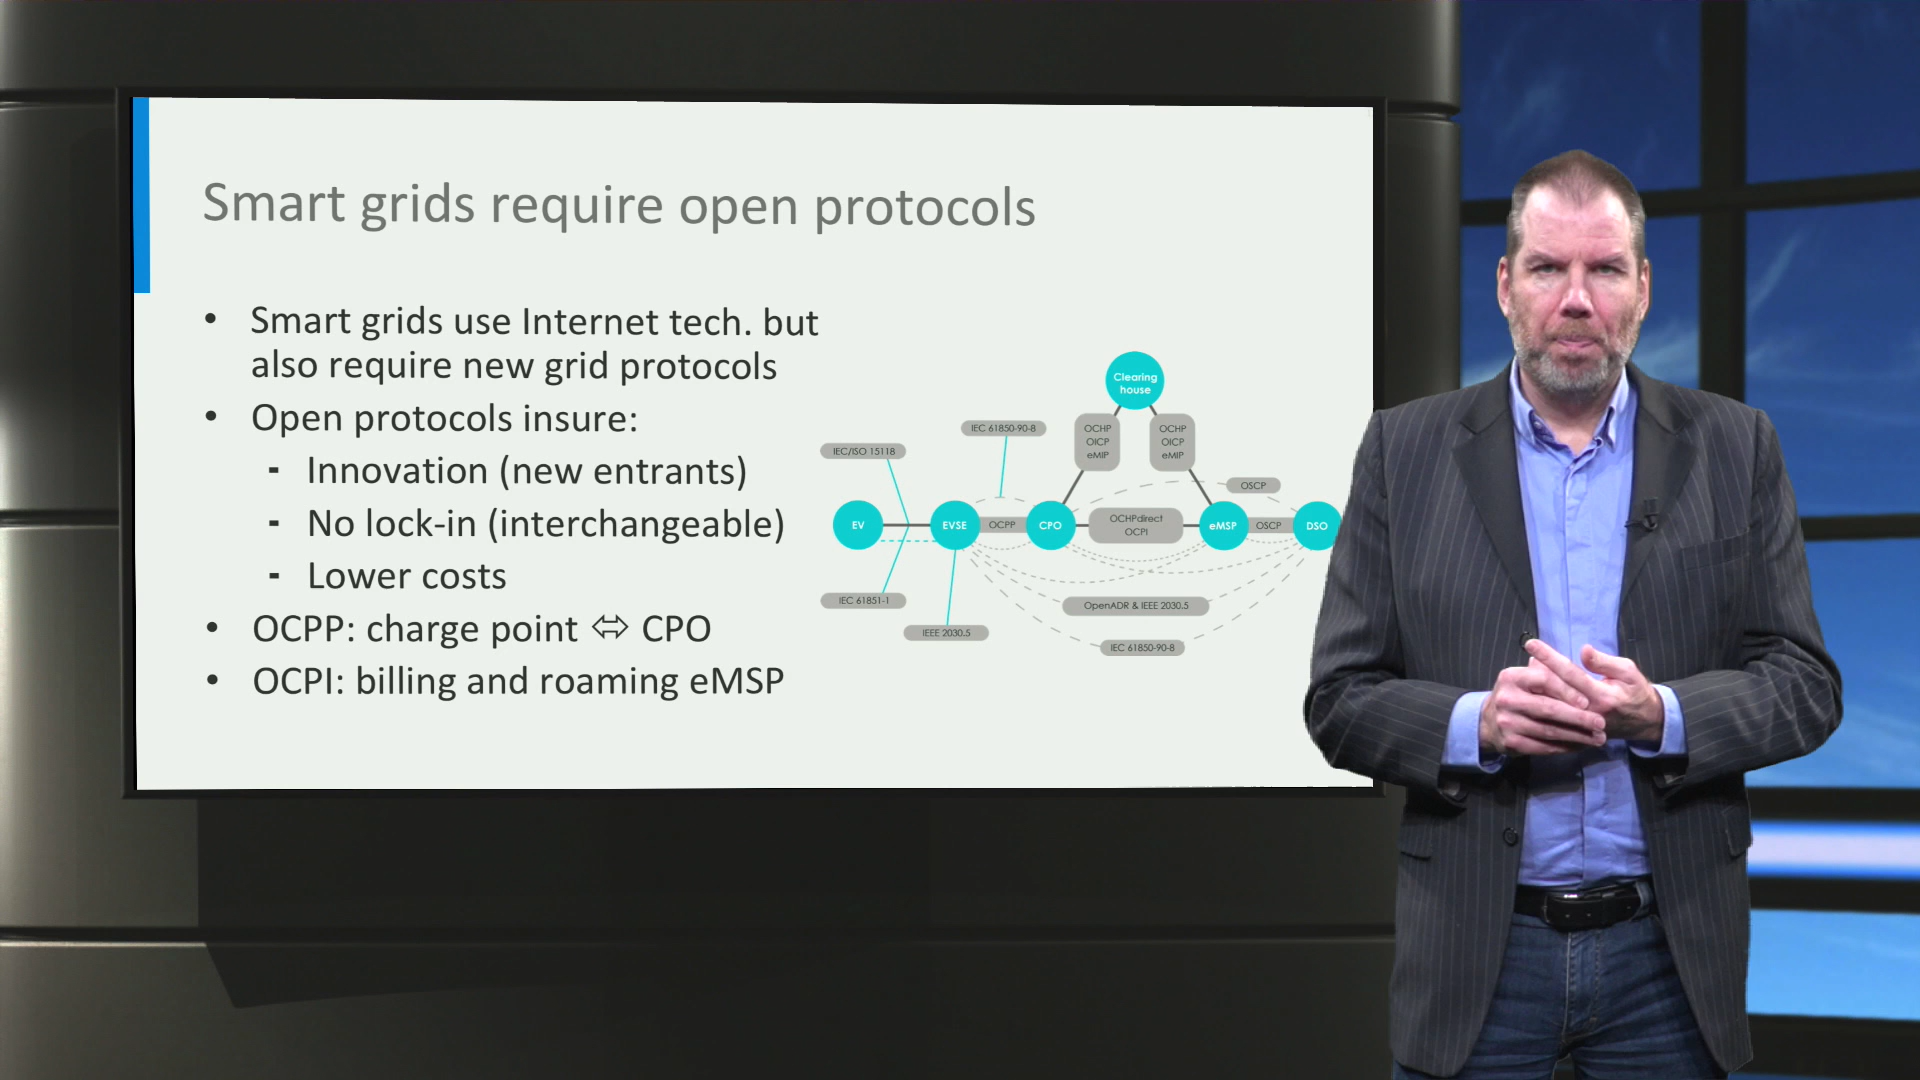 Smart grids require open protocols
• Smart grids use Internet tech. but
also require new grid protocols
• Open protocols insure:
- Innovation (new entrants)
- No lock-in (interchangeable)
- Lower costs
• OCPP: charge point ⬄ CPO
• OCPI: billing and roaming eMSP
Clearing
house
IEC 61850-90-8
OCHP
OICP
eMIP
OCHP
OICP
eMIP
IEC/ISO 15118
OSCP
EV
EVSE
OCPP
CPO
OCHPdirect
OCPI
eMSP
OSCP
DSO
IEC 61851-1
OpenADR & IEEE 2030.5
IEEE 2030.5
IEC 61850-90-8